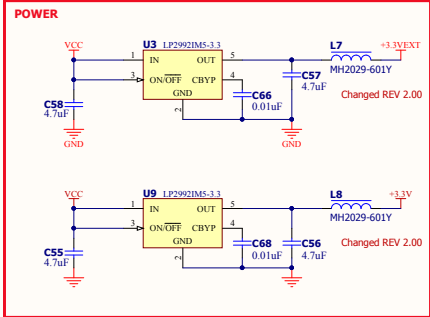 POWER
VCC
U3 LP2992IM5-3.3
L7
+3.3VEXT
1 IN OUT 5
3 ON/OFF CBYP 4
GND
2
MH2029-601Y
C57
4.7uF
C66
0.01uF
C58
4.7uF
Changed REV 2.00
GND
GND
VCC
U9 LP2992IM5-3.3
L8
+3.3V
1 IN OUT 5
3 ON/OFF CBYP 4
GND
2
MH2029-601Y
C68
0.01uF
C56
4.7uF
C55
4.7uF
Changed REV 2.00